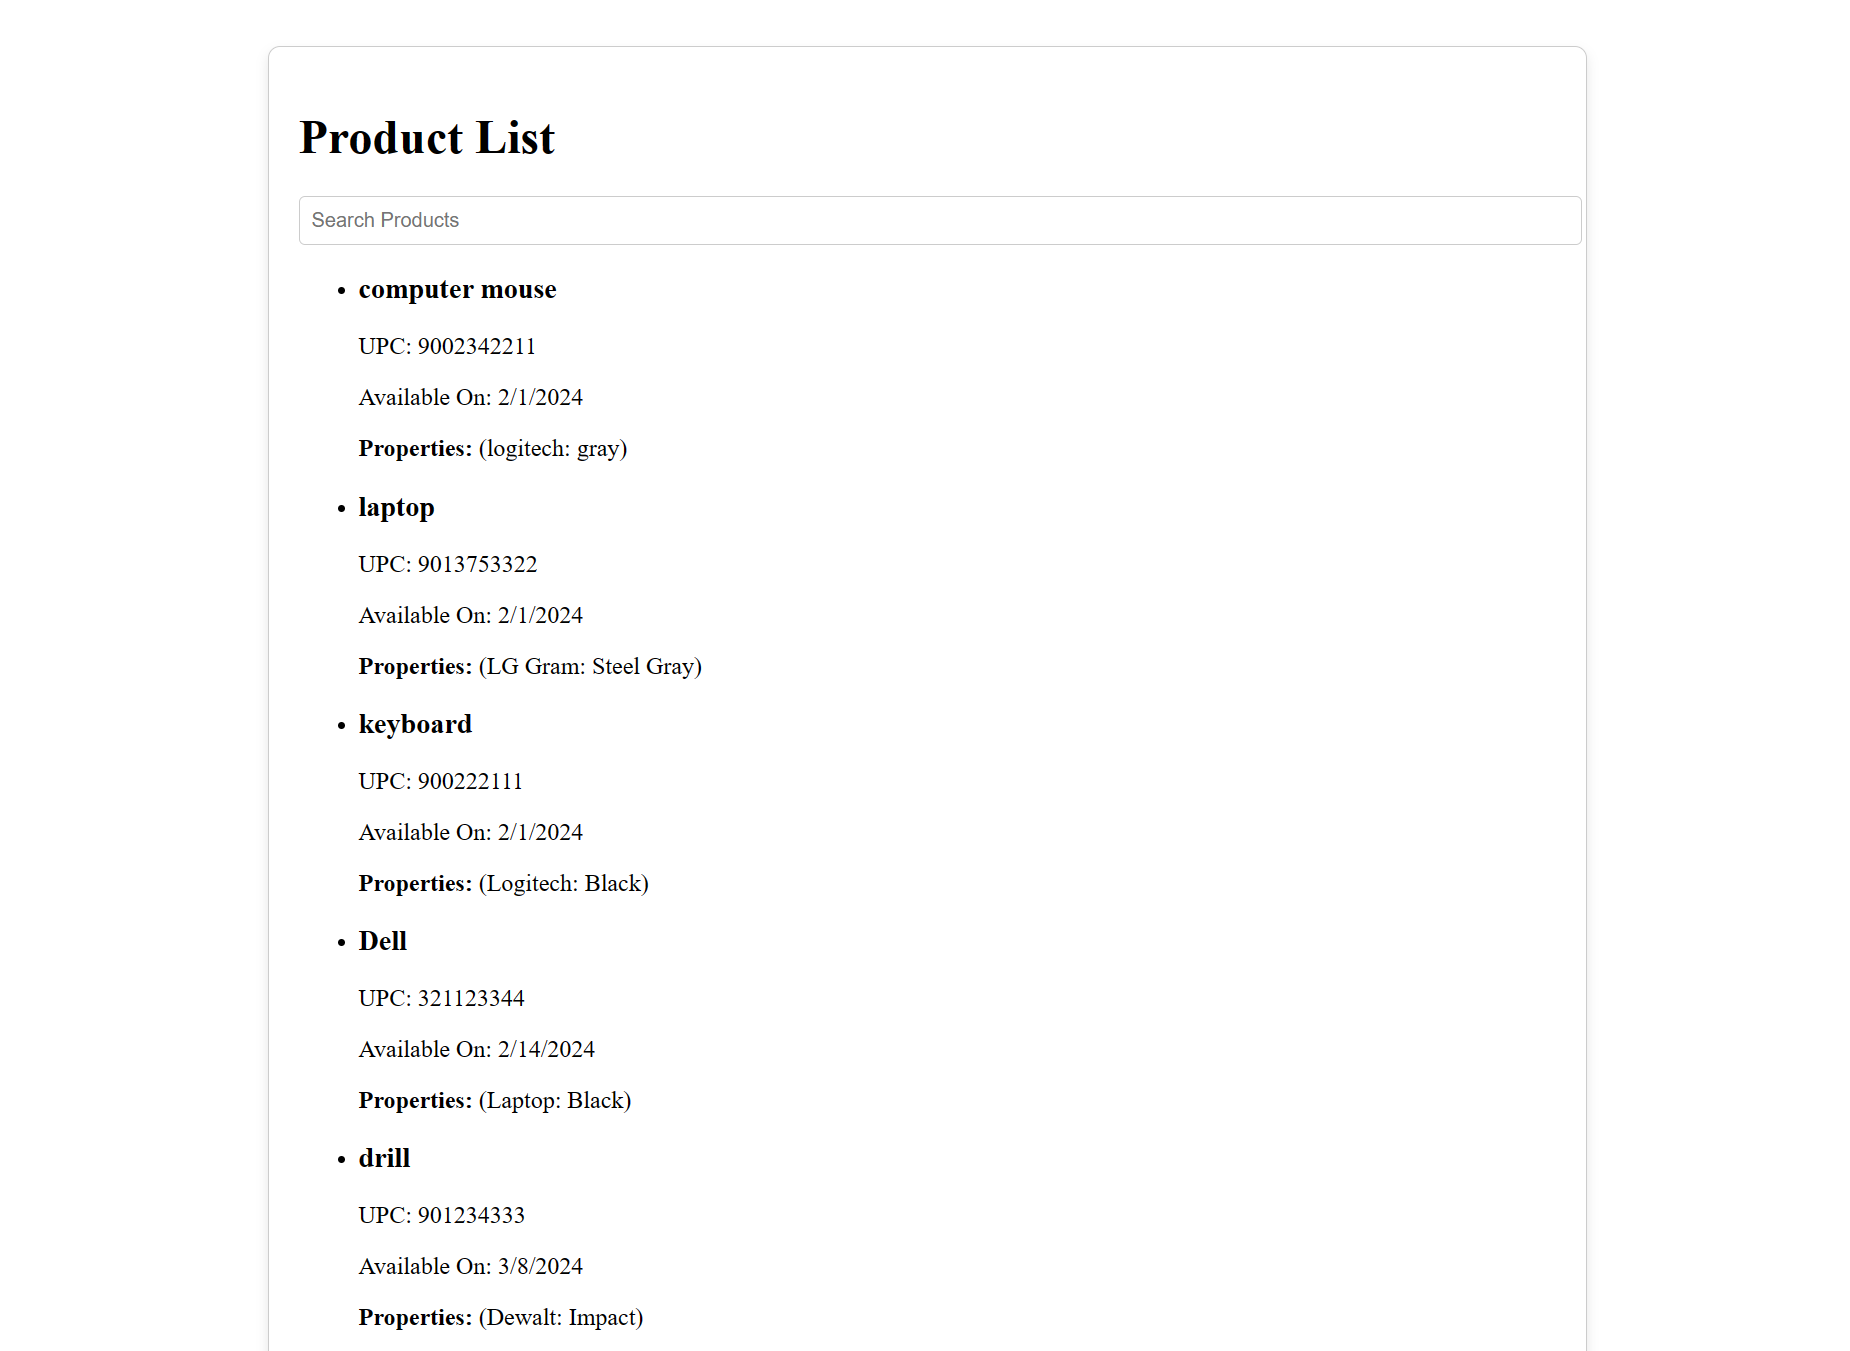 Product List
Search Products
computer mouse
UPC: 9002342211
Available On: 2/1/2024
Properties: (logitech: gray)
laptop
UPC: 9013753322
Available On: 2/1/2024
Properties: (LG Gram: Steel Gray)
keyboard
UPC: 900222111
Available On: 2/1/2024
Properties: (Logitech: Black)
Dell
UPC: 321123344
Available On: 2/14/2024
Properties: (Laptop: Black)
drill
UPC: 901234333
Available On: 3/8/2024
Properties: (Dewalt: Impact)